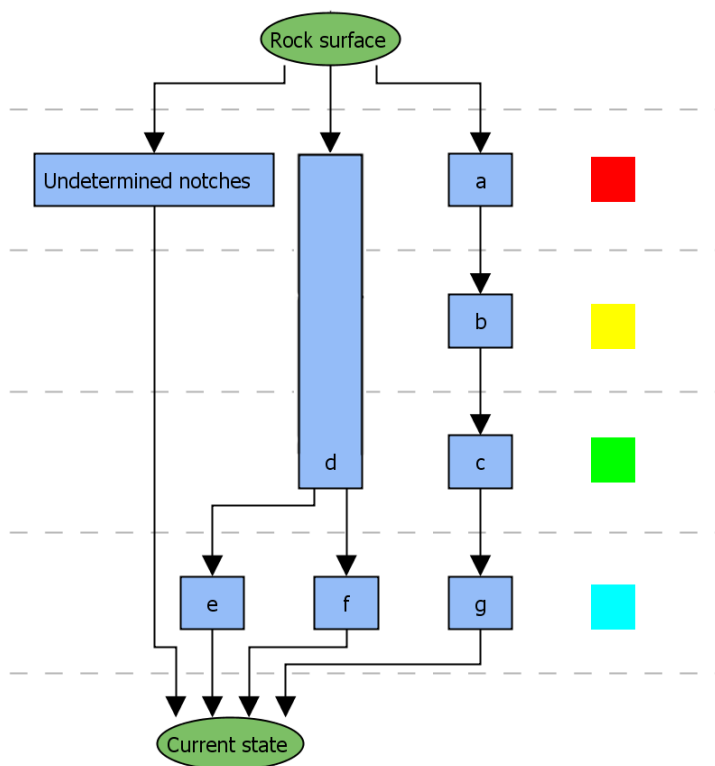 Rock surface
Undetermined notches
a
b
d
c
e
f
g
Current state